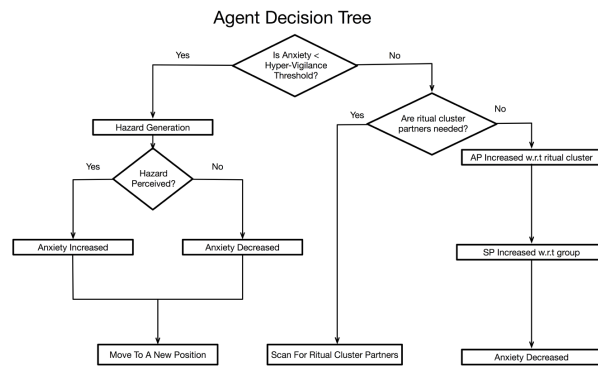 Agent Decision Tree
Yes
Is Anxiety <
Hyper-Vigilance
Threshold?
No
Hazard Generation
Yes
Are ritual cluster
partners needed?
No
Yes
Hazard
Perceived?
No
AP Increased w.r.t ritual cluster
Anxiety Increased
Anxiety Decreased
SP Increased w.r.t group
Move To A New Position
Scan For Ritual Cluster Partners
Anxiety Decreased